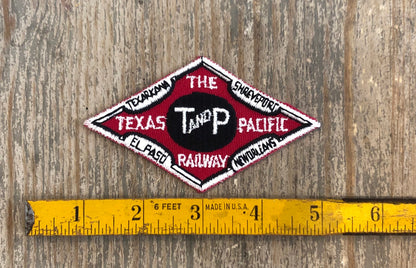 THE
TEXARKANA
SHREVEPORT
TEXAS
T AND P
PACIFIC
EL PASO
RAILWAY
NEW ORLEANS
1 2 6 FEET 3 MADE IN U.S.A. 4 5 6